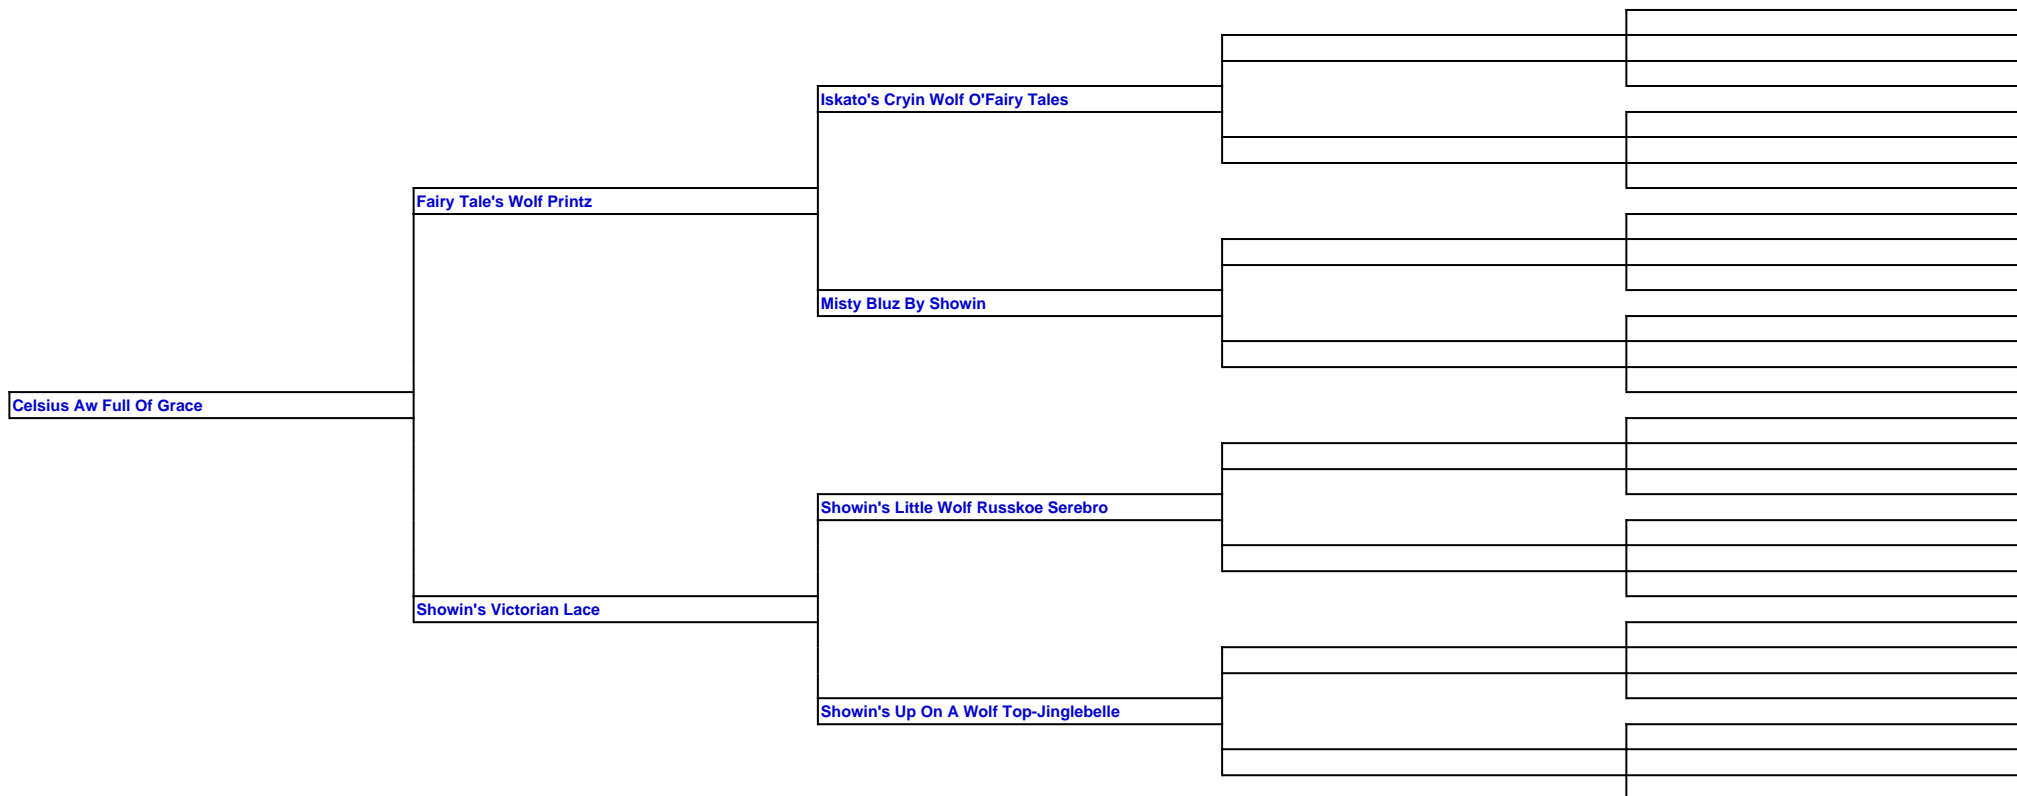 Iskato's Cryin Wolf O'Fairy Tales
Fairy Tale's Wolf Printz
Misty Bluz By Showin
Celsius Aw Full Of Grace
Showin's Little Wolf Russkoe Serebro
Showin's Victorian Lace
Showin's Up On A Wolf Top-Jinglebelle